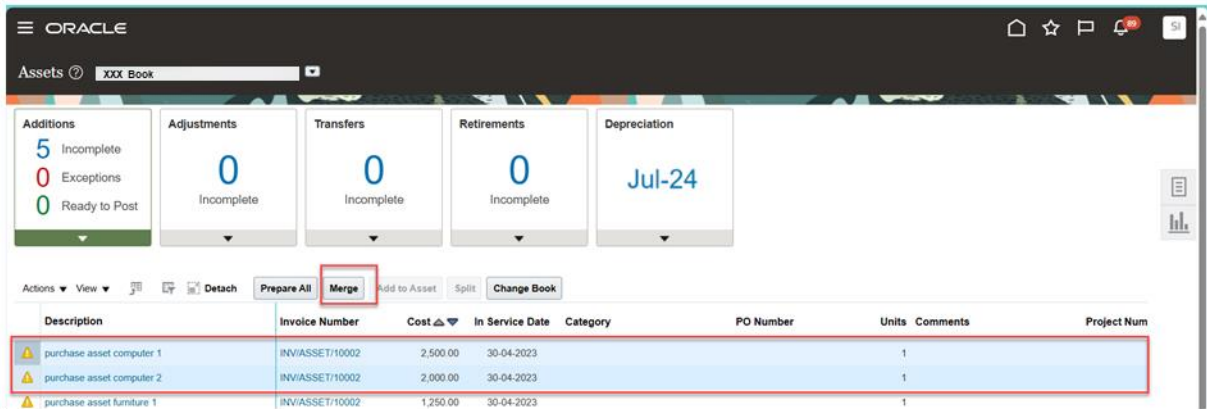 ORACLE
89
SI
Assets XXX Book
Additions
5 Incomplete
0 Exceptions
0 Ready to Post
Adjustments
0
Incomplete
Transfers
0
Incomplete
Retirements
0
Incomplete
Depreciation
Jul-24
Actions View Detach Prepare All Merge Add to Asset Split Change Book
Description Invoice Number Cost In Service Date Category PO Number Units Comments Project Num
purchase asset computer 1 INV/ASSET/10002 2,500.00 30-04-2023 1
purchase asset computer 2 INV/ASSET/10002 2,000.00 30-04-2023 1
purchase asset furniture 1 INV/ASSET/10002 1,250.00 30-04-2023 1